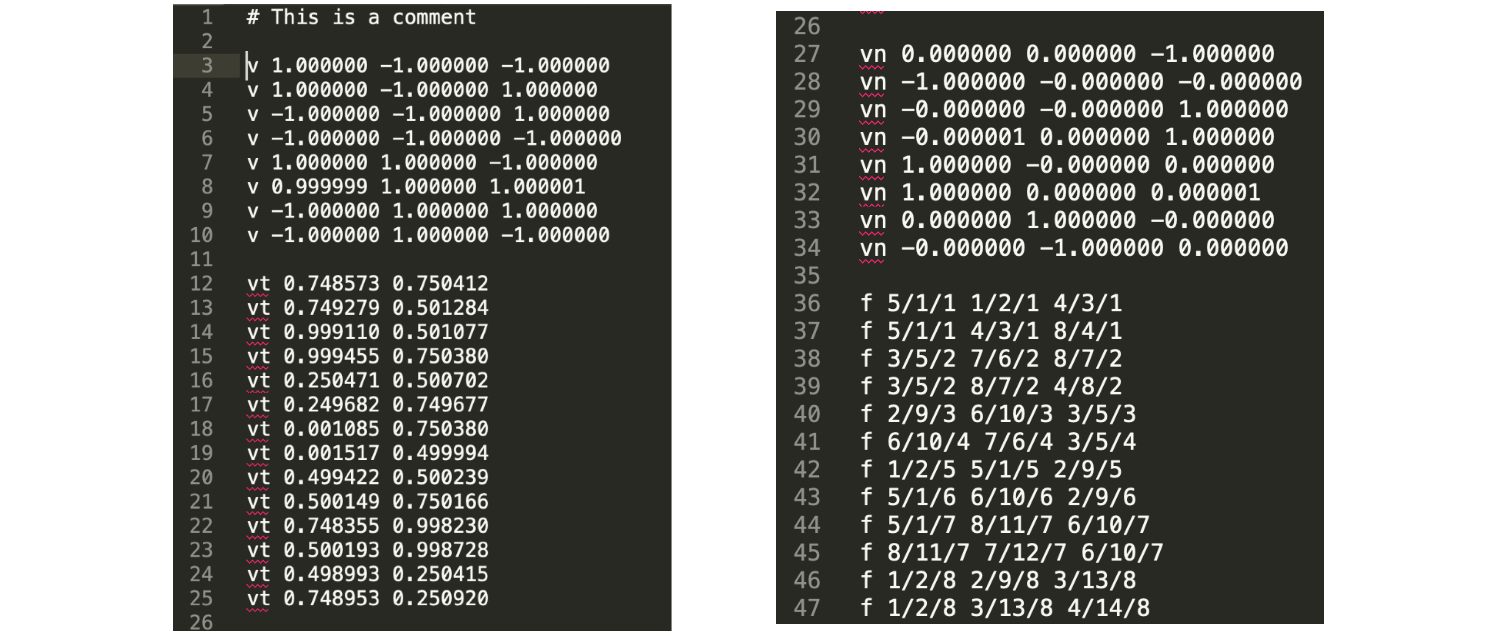 1 # This is a comment
2
3 v 1.000000 -1.000000 -1.000000
4 v 1.000000 -1.000000 1.000000
5 v -1.000000 -1.000000 1.000000
6 v -1.000000 -1.000000 -1.000000
7 v 1.000000 1.000000 -1.000000
8 v 0.999999 1.000000 1.000001
9 v -1.000000 1.000000 1.000000
10 v -1.000000 1.000000 -1.000000
11
12 vt 0.748573 0.750412
13 vt 0.749279 0.501284
14 vt 0.999110 0.501077
15 vt 0.999455 0.750380
16 vt 0.250471 0.500702
17 vt 0.249682 0.749677
18 vt 0.001085 0.750380
19 vt 0.001517 0.499994
20 vt 0.499422 0.500239
21 vt 0.500149 0.750166
22 vt 0.748355 0.998230
23 vt 0.500193 0.998728
24 vt 0.498993 0.250415
25 vt 0.748953 0.250920
26
26
27 vn 0.000000 0.000000 -1.000000
28 vn -1.000000 -0.000000 -0.000000
29 vn -0.000000 -0.000000 1.000000
30 vn -0.000001 0.000000 1.000000
31 vn 1.000000 -0.000000 0.000000
32 vn 1.000000 0.000000 0.000001
33 vn 0.000000 1.000000 -0.000000
34 vn -0.000000 -1.000000 0.000000
35
36 f 5/1/1 1/2/1 4/3/1
37 f 5/1/1 4/3/1 8/4/1
38 f 3/5/2 7/6/2 8/7/2
39 f 3/5/2 8/7/2 4/8/2
40 f 2/9/3 6/10/3 3/5/3
41 f 6/10/4 7/6/4 3/5/4
42 f 1/2/5 5/1/5 2/9/5
43 f 5/1/6 6/10/6 2/9/6
44 f 5/1/7 8/11/7 6/10/7
45 f 8/11/7 7/12/7 6/10/7
46 f 1/2/8 2/9/8 3/13/8
47 f 1/2/8 3/13/8 4/14/8